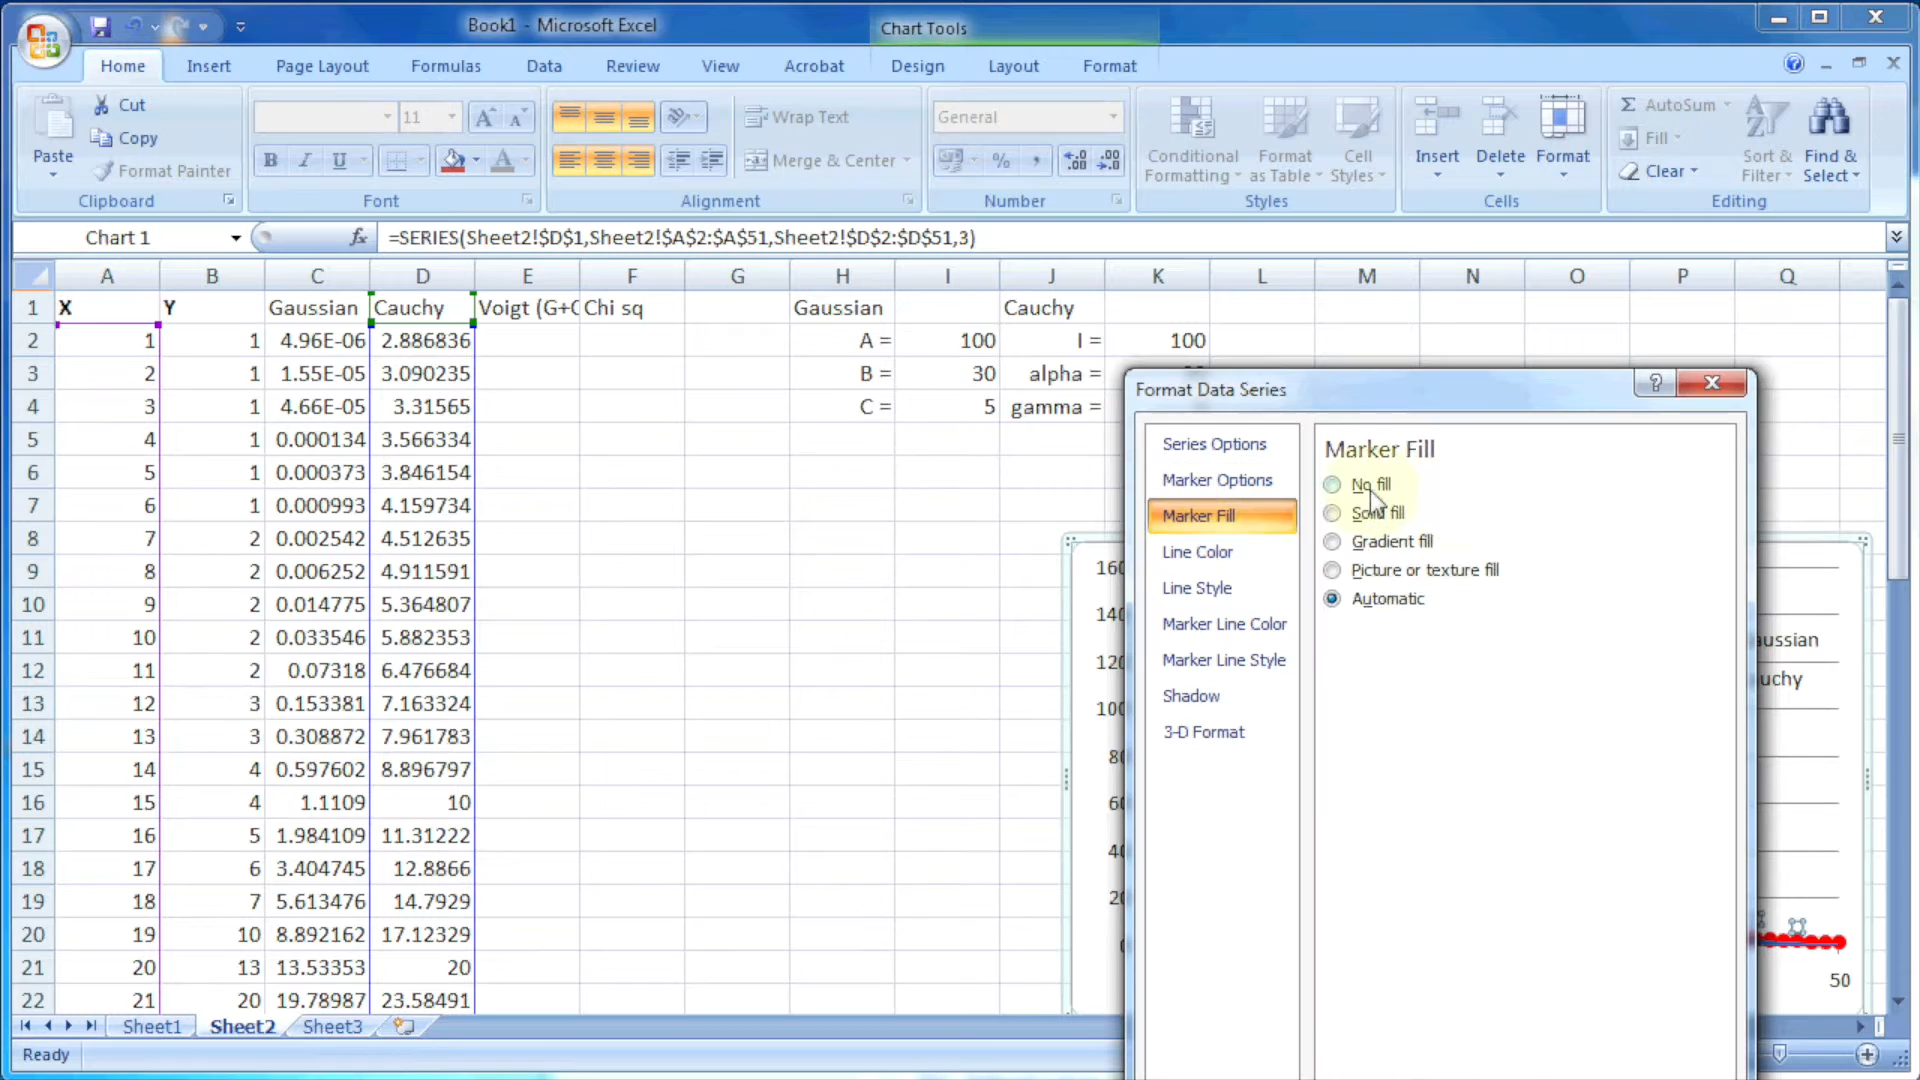 Book1 - Microsoft Excel
Chart Tools
Home Insert Page Layout Formulas Data Review View Acrobat Design Layout Format
Paste
Cut
Copy
Format Painter
Clipboard
11
Font
Wrap Text
Merge & Center
Alignment
General
Number
Conditional Formatting
Format as Table
Cell Styles
Styles
Insert
Delete
Format
Cells
AutoSum
Fill
Clear
Sort & Filter
Find & Select
Editing
Chart 1
fx
=SERIES(Sheet2!$D$1,Sheet2!$A$2:$A$51,Sheet2!$D$2:$D$51,3)
A B C D E F G H I J K L M N O P Q
1 X Y Gaussian Cauchy Voigt (G+C Chi sq Gaussian Cauchy
2 1 1 4.96E-06 2.886836 A = 100 I = 100
3 2 1 1.55E-05 3.090235 B = 30 alpha =
4 3 1 4.66E-05 3.31565 C = 5 gamma =
5 4 1 0.000134 3.566334
6 5 1 0.000373 3.846154
7 6 1 0.000993 4.159734
8 7 2 0.002542 4.512635
9 8 2 0.006252 4.911591
10 9 2 0.014775 5.364807
11 10 2 0.033546 5.882353
12 11 2 0.07318 6.476684
13 12 3 0.153381 7.163324
14 13 3 0.308872 7.961783
15 14 4 0.597602 8.896797
16 15 4 1.1109 10
17 16 5 1.984109 11.31222
18 17 6 3.404745 12.8866
19 18 7 5.613476 14.7929
20 19 10 8.892162 17.12329
21 20 13 13.53353 20
22 21 20 19.78987 23.58491
Format Data Series
Series Options
Marker Options
Marker Fill
Line Color
Line Style
Marker Line Color
Marker Line Style
Shadow
3-D Format
Marker Fill
No fill
Solid fill
Gradient fill
Picture or texture fill
Automatic
aussian
uchy
50
Sheet1 Sheet2 Sheet3
Ready